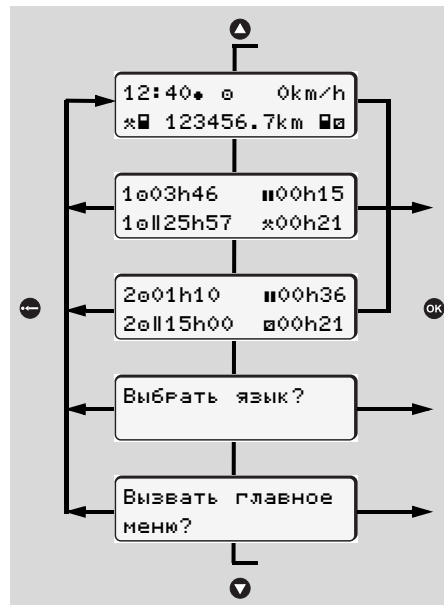 12:40 0km/h
123456.7km
1 03h46 00h15
1 25h57 00h21
2 01h10 00h36
2 15h00 00h21
OK
Выбрать язык?
Вызвать главное
меню?